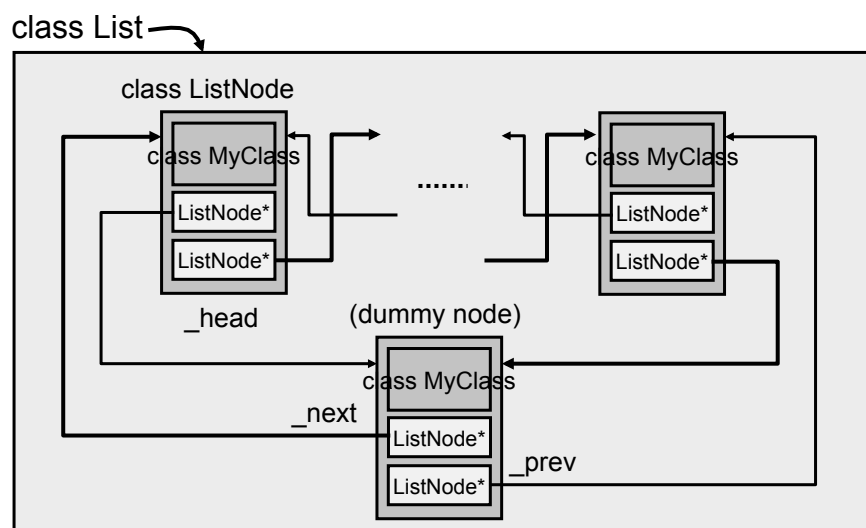 class List
class ListNode
class MyClass
ListNode*
ListNode*
........
class MyClass
ListNode*
ListNode*
_head
(dummy node)
class MyClass
_next
ListNode*
ListNode*
_prev